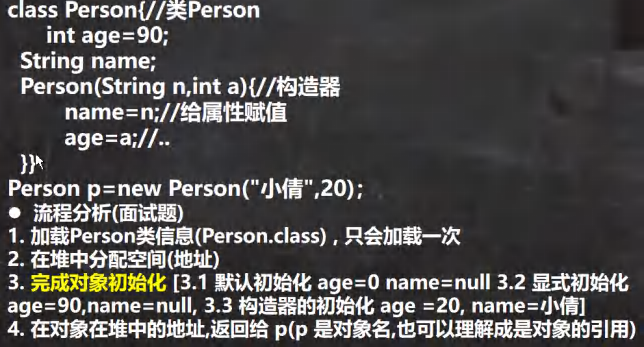 class Person{//类Person
int age=90;
String name;
Person(String n,int a){//构造器
name=n;//给属性赋值
age=a;//..
}}
Person p=new Person("小倩",20);
● 流程分析(面试题)
1. 加载Person类信息(Person.class)，只会加载一次
2. 在堆中分配空间(地址)
3. 完成对象初始化 [3.1 默认初始化 age=0 name=null 3.2 显式初始化
age=90,name=null, 3.3 构造器的初始化 age =20, name=小倩]
4. 在对象在堆中的地址,返回给 p(p 是对象名,也可以理解成是对象的引用)